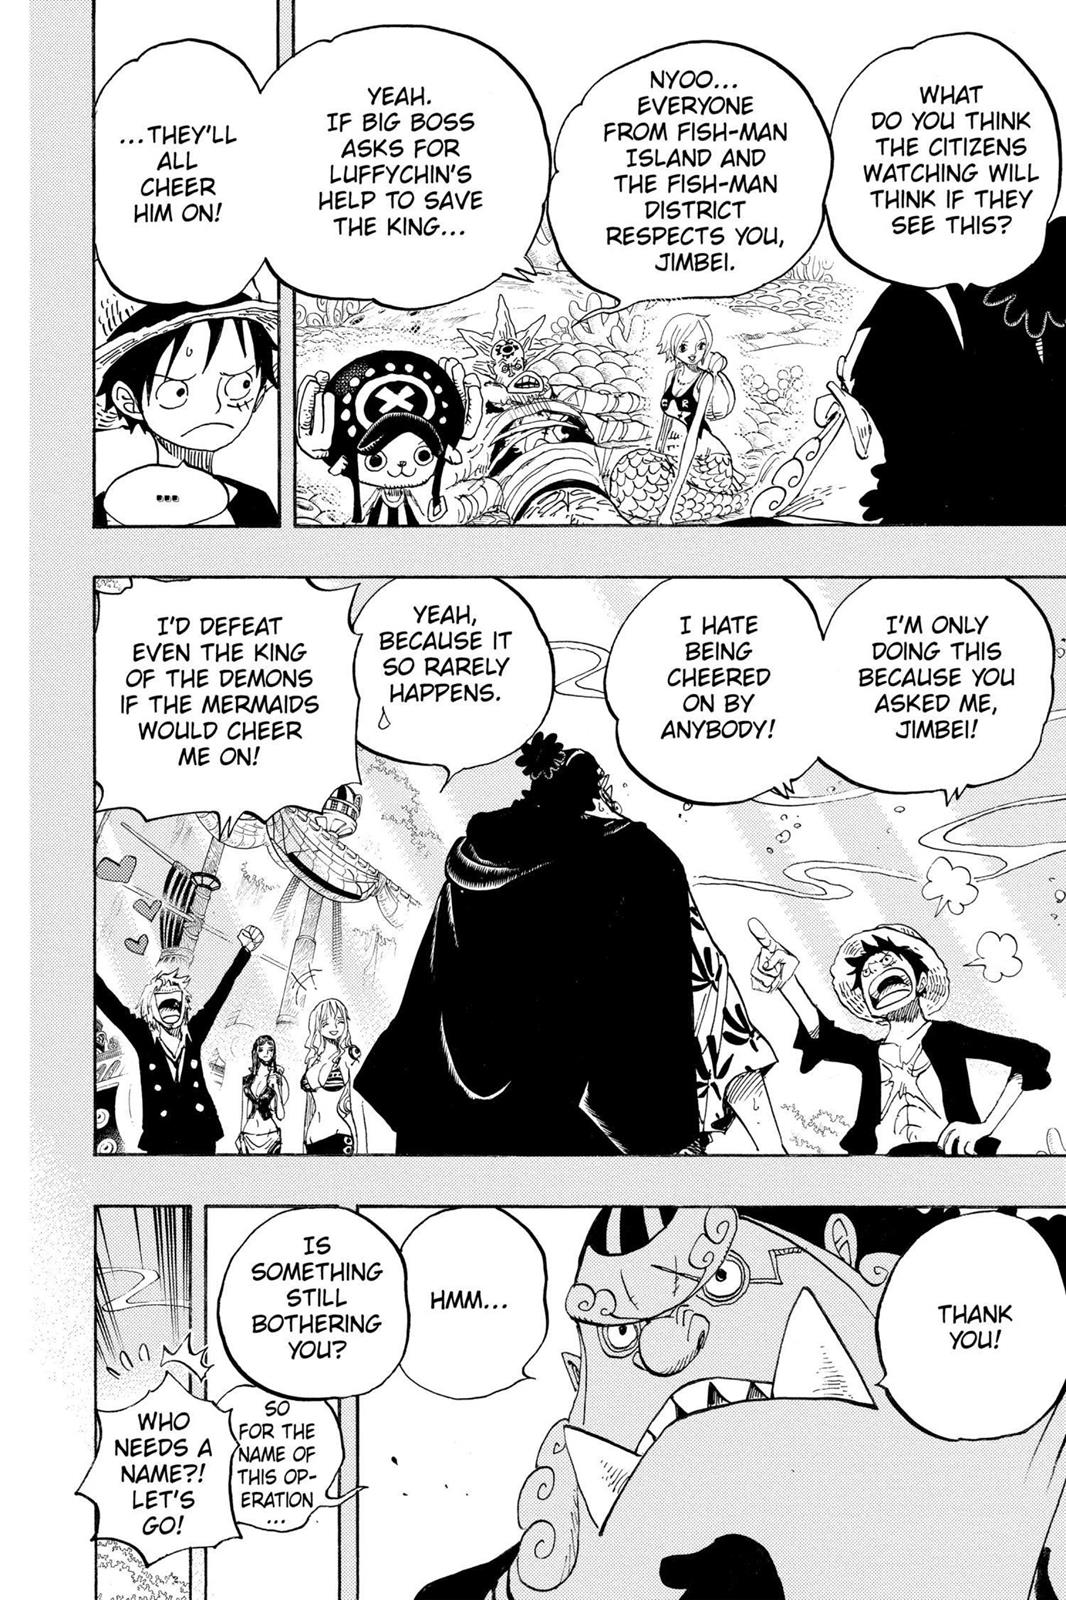 WHAT
DO YOU THINK
THE CITIZENS
WATCHING WILL
THINK IF THEY
SEE THIS?
NYOO...
EVERYONE
FROM FISH-MAN
ISLAND AND
THE FISH-MAN
DISTRICT
RESPECTS YOU,
JIMBEI.
YEAH.
IF BIG BOSS
ASKS FOR
LUFFYCHIN'S
HELP TO SAVE
THE KING...
...THEY'LL
ALL
CHEER
HIM ON!
...
I'M ONLY
DOING THIS
BECAUSE YOU
ASKED ME,
JIMBEI!
I HATE
BEING
CHEERED
ON BY
ANYBODY!
YEAH,
BECAUSE IT
SO RARELY
HAPPENS.
I'D DEFEAT
EVEN THE KING
OF THE DEMONS
IF THE MERMAIDS
WOULD CHEER
ME ON!
THANK
YOU!
HMM...
IS
SOMETHING
STILL
BOTHERING
YOU?
SO
FOR THE
NAME OF
THIS OP-
ERATION
...
WHO
NEEDS A
NAME?!
LET'S
GO!